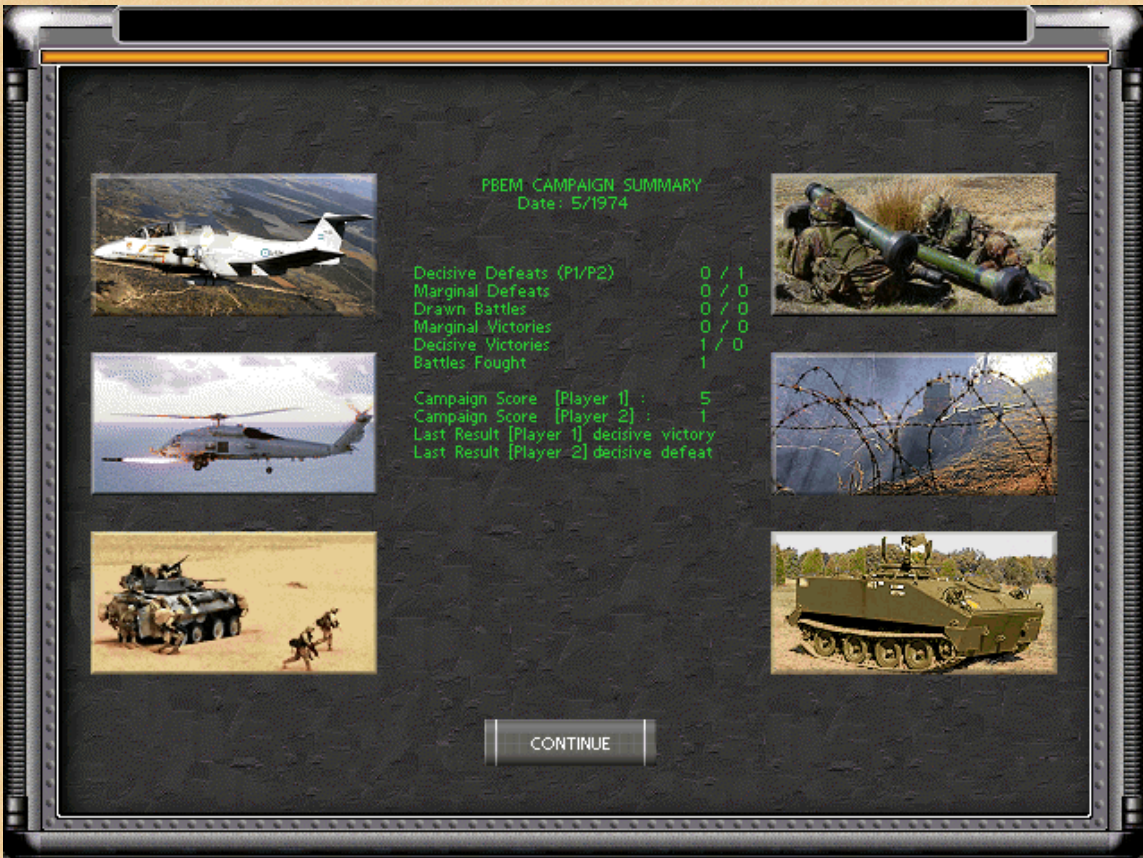 PBEM CAMPAIGN SUMMARY
Date: 5/1974
Decisive Defeats (P1/P2) 0 / 1
Marginal Defeats 0 / 0
Drawn Battles 0 / 0
Marginal Victories 0 / 0
Decisive Victories 1 / 0
Battles Fought 1
Campaign Score [Player 1] : 5
Campaign Score [Player 2] : 1
Last Result [Player 1] decisive victory
Last Result [Player 2] decisive defeat
CONTINUE